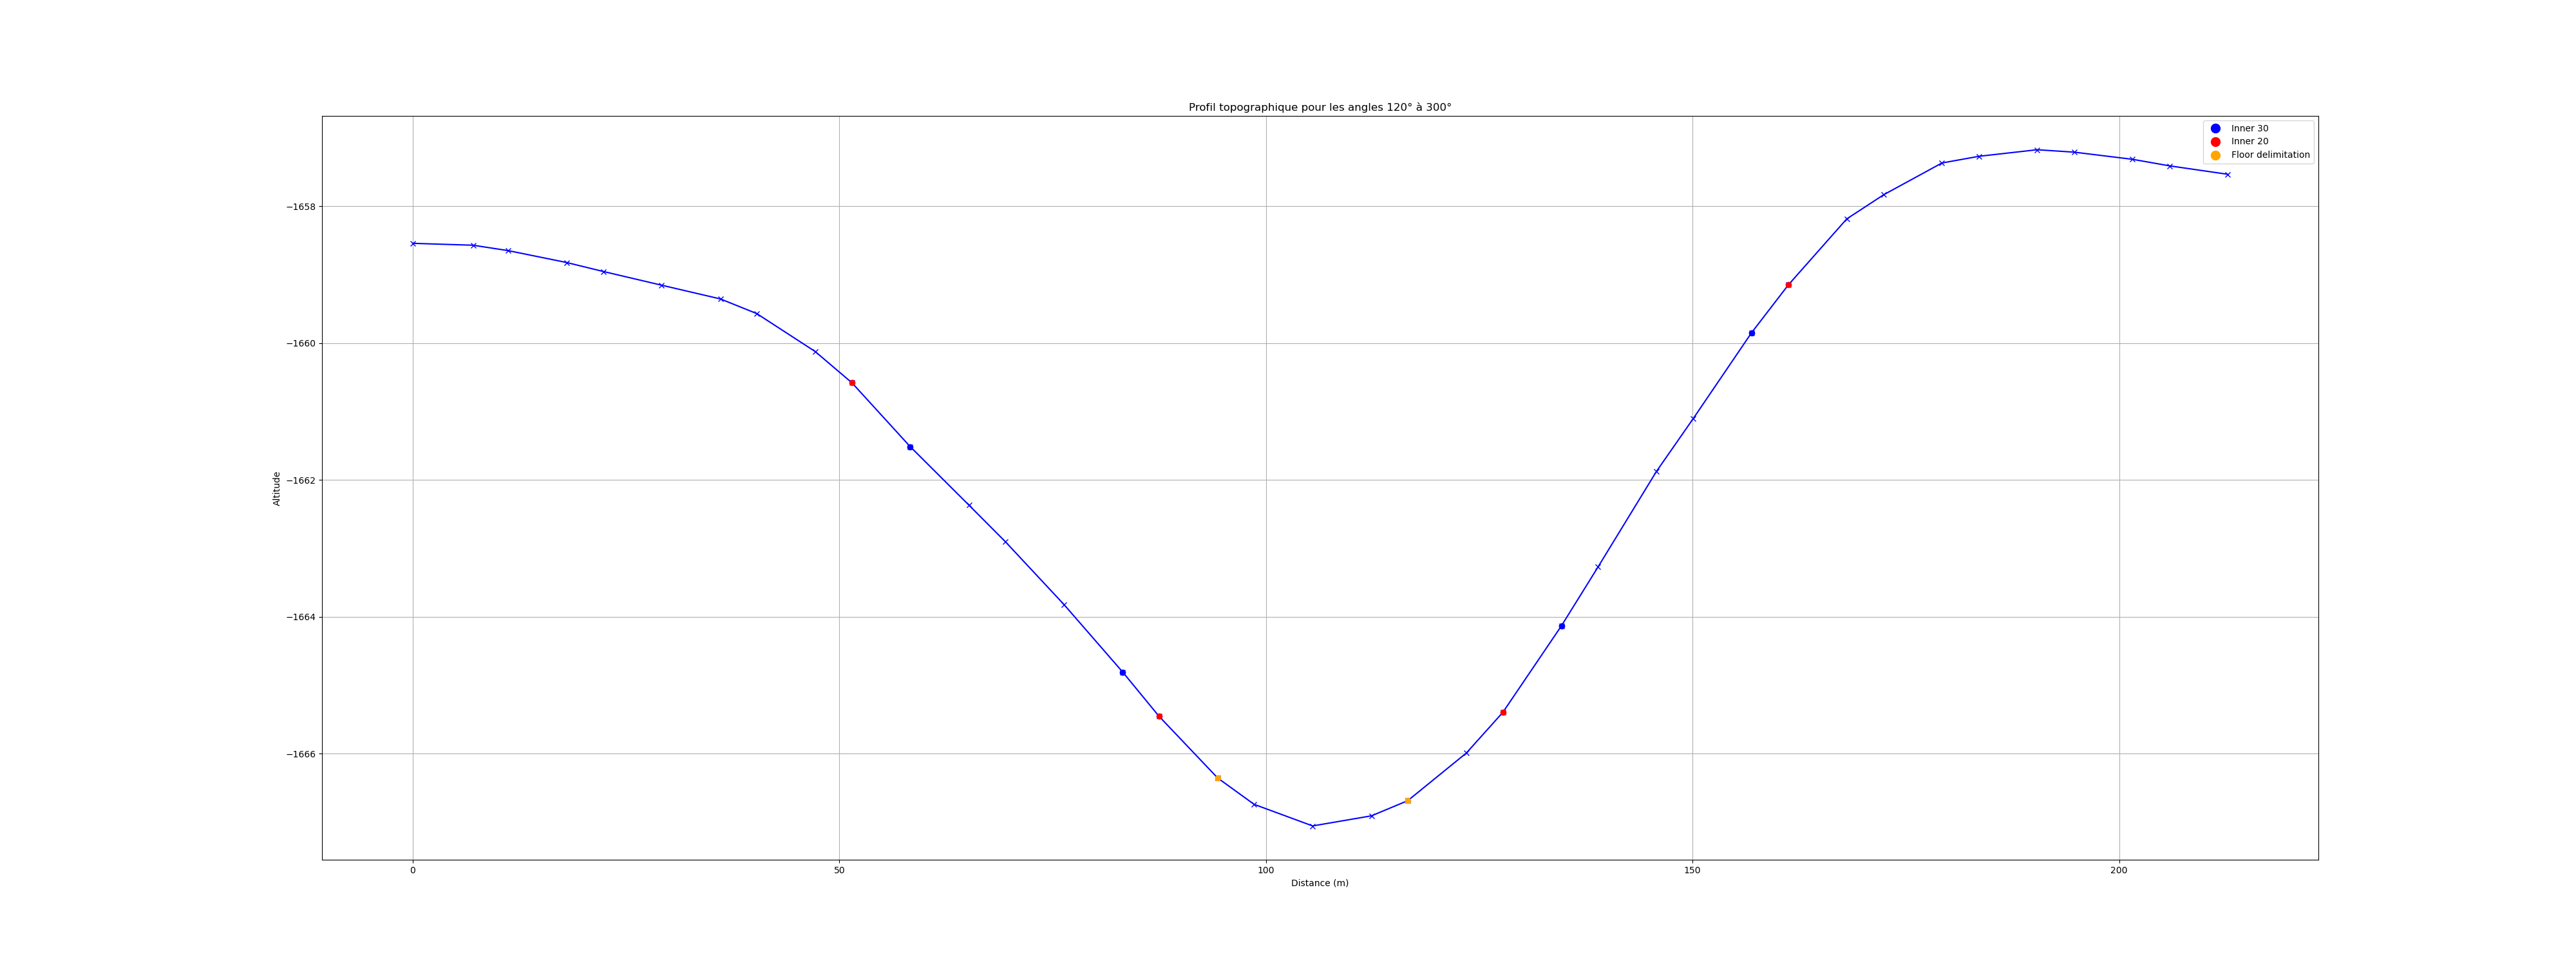 Profil topographique pour les angles 120° à 300°
Inner 30
Inner 20
Floor delimitation
−1658
−1660
−1662
−1664
−1666
Altitude
0 50 100 150 200
Distance (m)